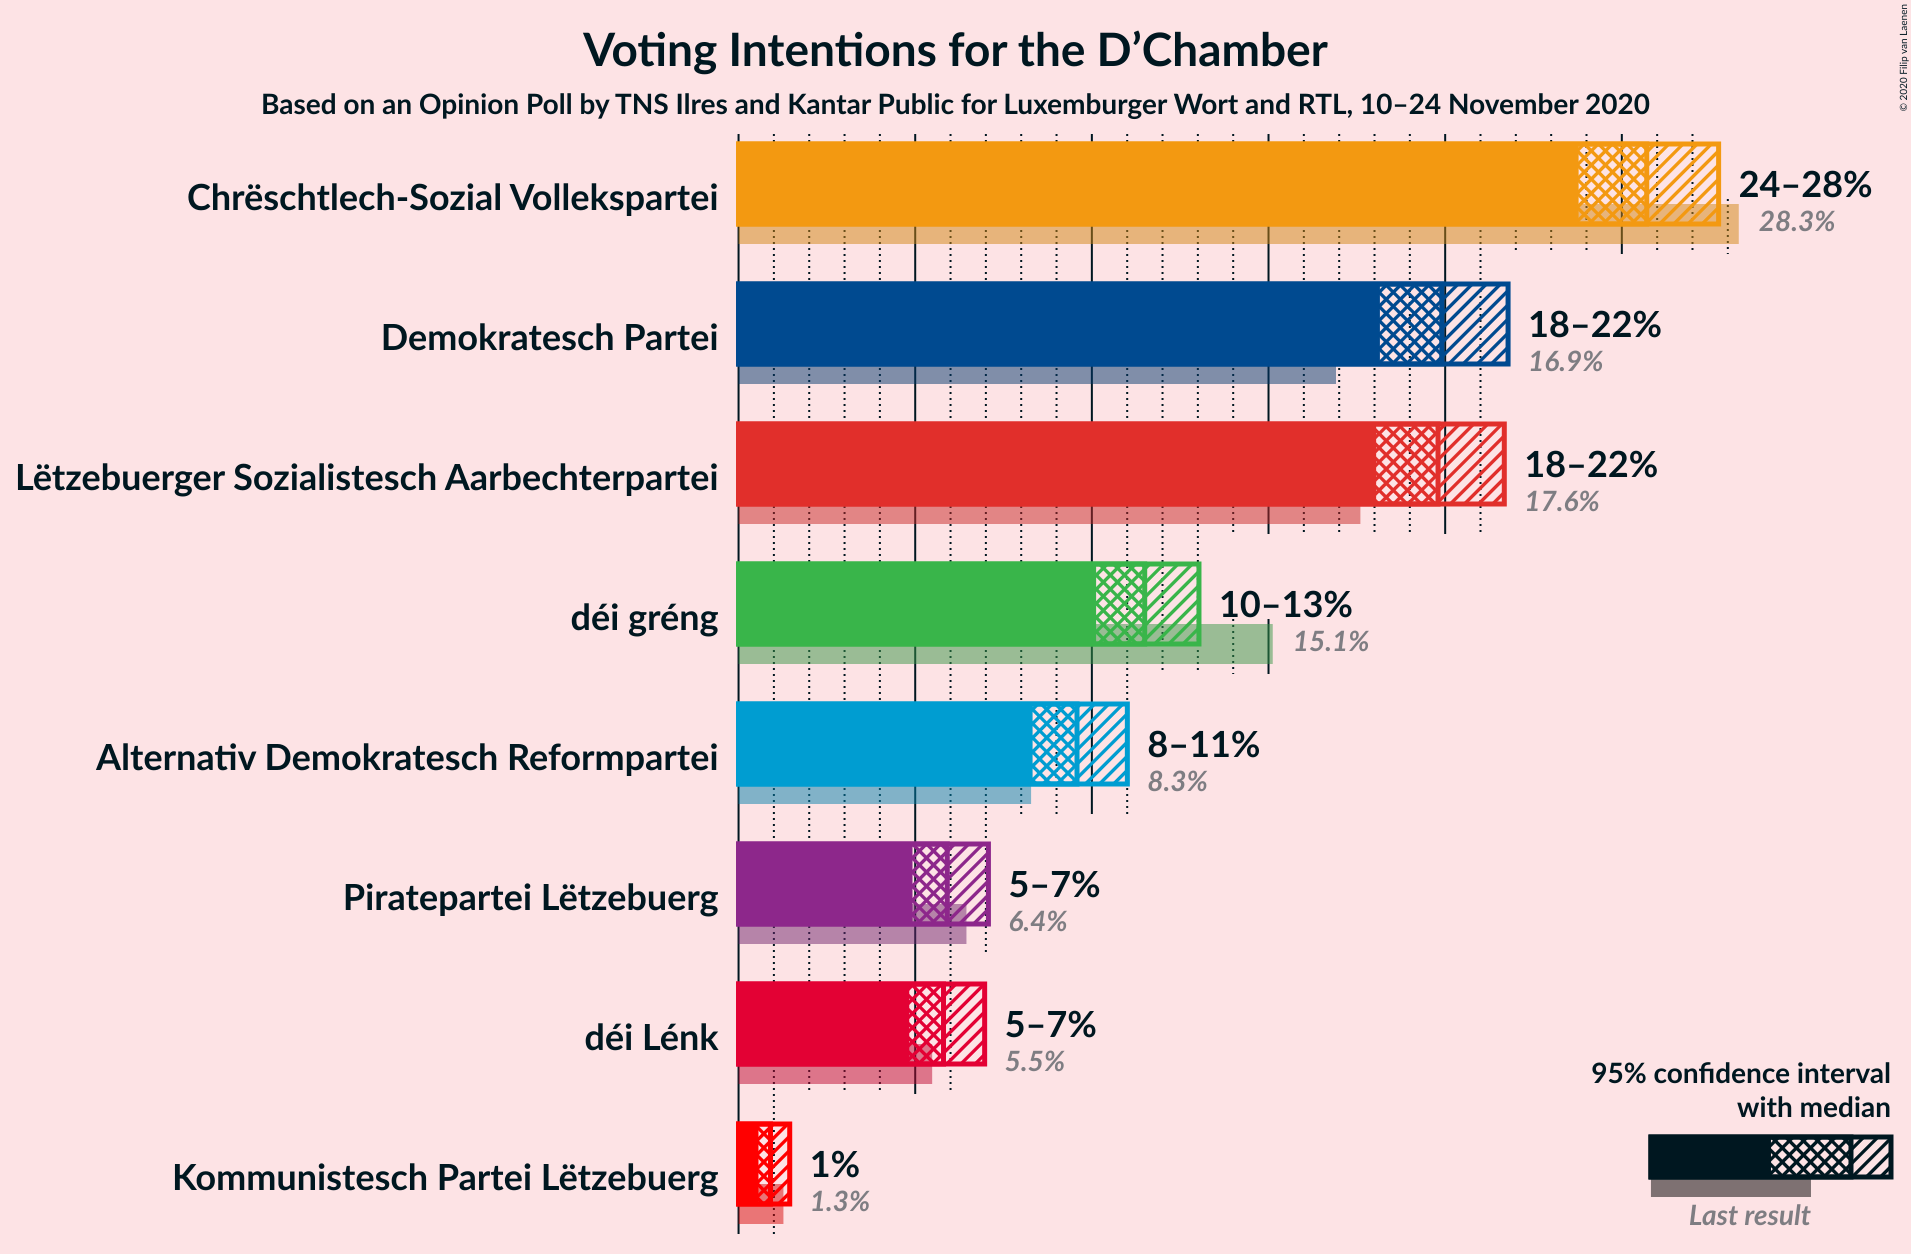 Voting Intentions for the D’Chamber
Based on an Opinion Poll by TNS Ilres and Kantar Public for Luxemburger Wort and RTL, 10–24 November 2020
© 2020 Filip van Laenen
Chrëschtlech-Sozial Vollekspartei
24–28%
28.3%
Demokratesch Partei
18–22%
16.9%
Lëtzebuerger Sozialistesch Aarbechterpartei
18–22%
17.6%
déi gréng
10–13%
15.1%
Alternativ Demokratesch Reformpartei
8–11%
8.3%
Piratepartei Lëtzebuerg
5–7%
6.4%
déi Lénk
5–7%
5.5%
Kommunistesch Partei Lëtzebuerg
1%
1.3%
95% confidence interval
with median
Last result